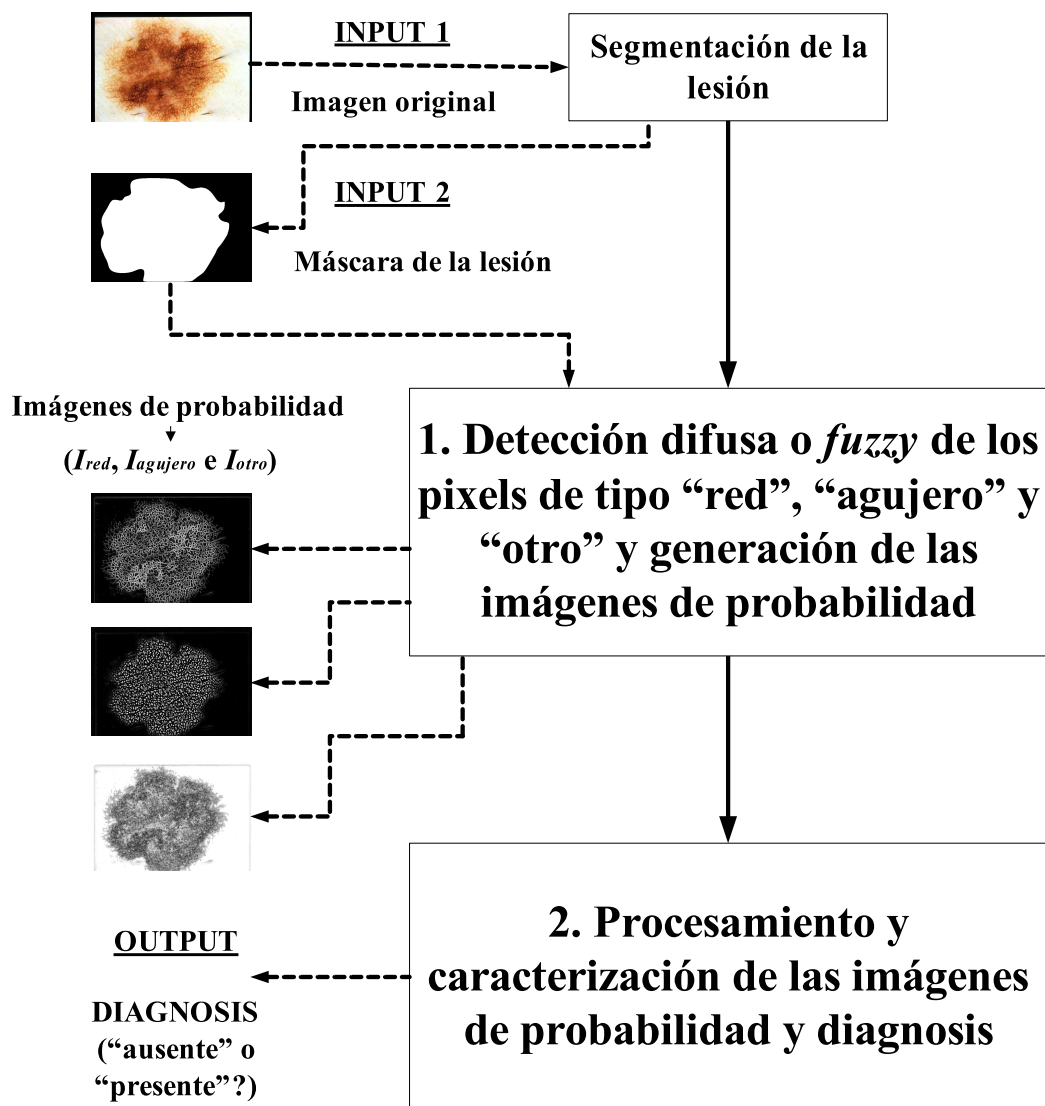 INPUT 1
Imagen original
Segmentación de la
lesión
INPUT 2
Máscara de la lesión
Imágenes de probabilidad
(Ired, Iagujero e Iotro)
1. Detección difusa o fuzzy de los
pixels de tipo “red”, “agujero” y
“otro” y generación de las
imágenes de probabilidad
2. Procesamiento y
caracterización de las imágenes
de probabilidad y diagnosis
OUTPUT
DIAGNOSIS
(“ausente” o
“presente”?)